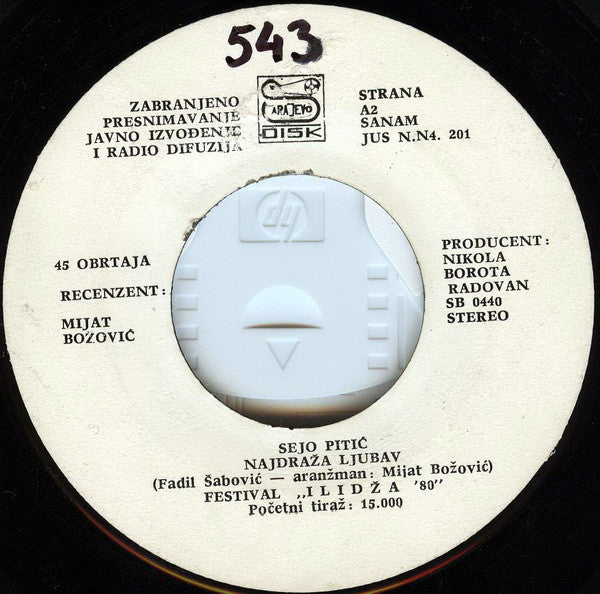 543
ZABRANJENO
PRESNIMAVANJE
JAVNO IZVOĐENJE
I RADIO DIFUZIJA
SARAJEVO
DISK
STRANA
A2
SANAM
JUS N.N4. 201
45 OBRTAJA
RECENZENT:
MIJAT
BOŽOVIĆ
PRODUCENT:
NIKOLA
BOROTA
RADOVAN
SB 0440
STEREO
hp
SEJO PITIĆ
NAJDRAŽA LJUBAV
(Fadil Šabović — aranžman: Mijat Božović)
FESTIVAL „ILIDŽA '80”
Početni tiraž: 15.000